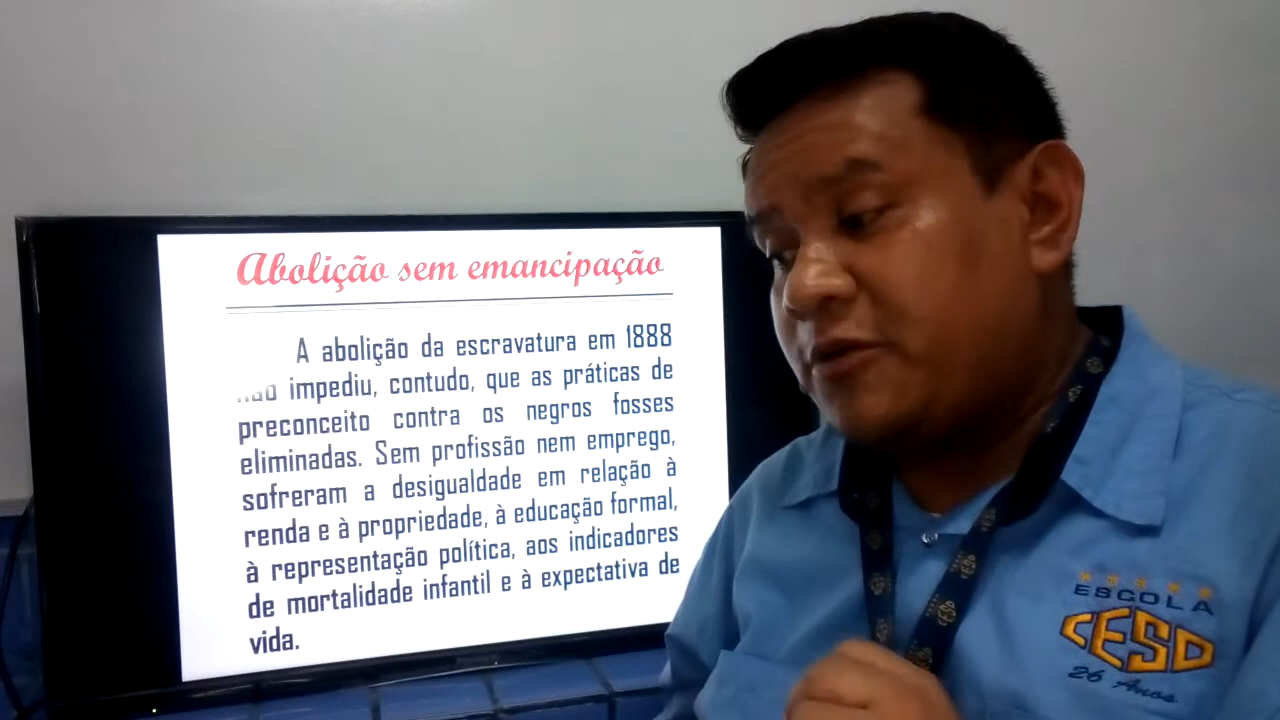 Abolição sem emancipação
A abolição da escravatura em 1888
não impediu, contudo, que as práticas de
preconceito contra os negros fosses
eliminadas. Sem profissão nem emprego,
sofreram a desigualdade em relação à
renda e à propriedade, à educação formal,
à representação política, aos indicadores
de mortalidade infantil e à expectativa de
vida.
ESCOLA
CESD
26 Anos